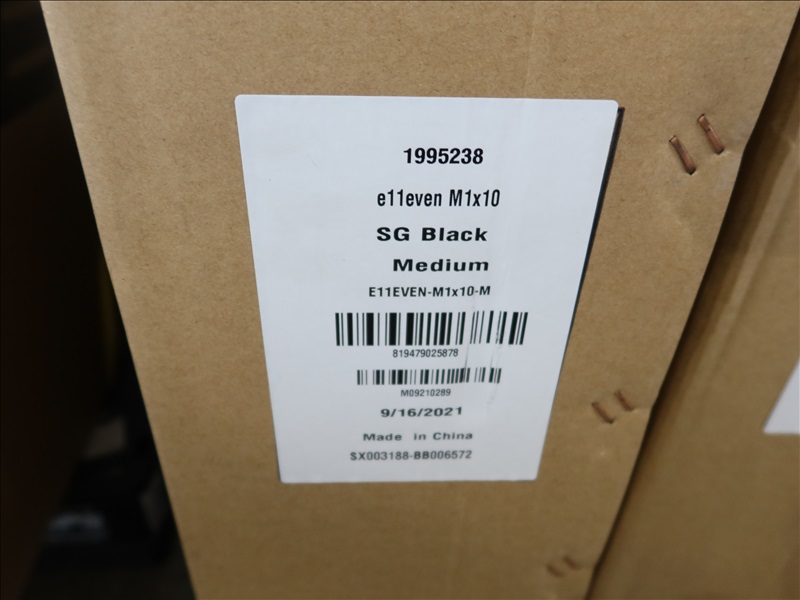 1995238
e11even M1x10
SG Black
Medium
E11EVEN-M1x10-M
819479025878
M09210289
9/16/2021
Made in China
SX003188-BB006572